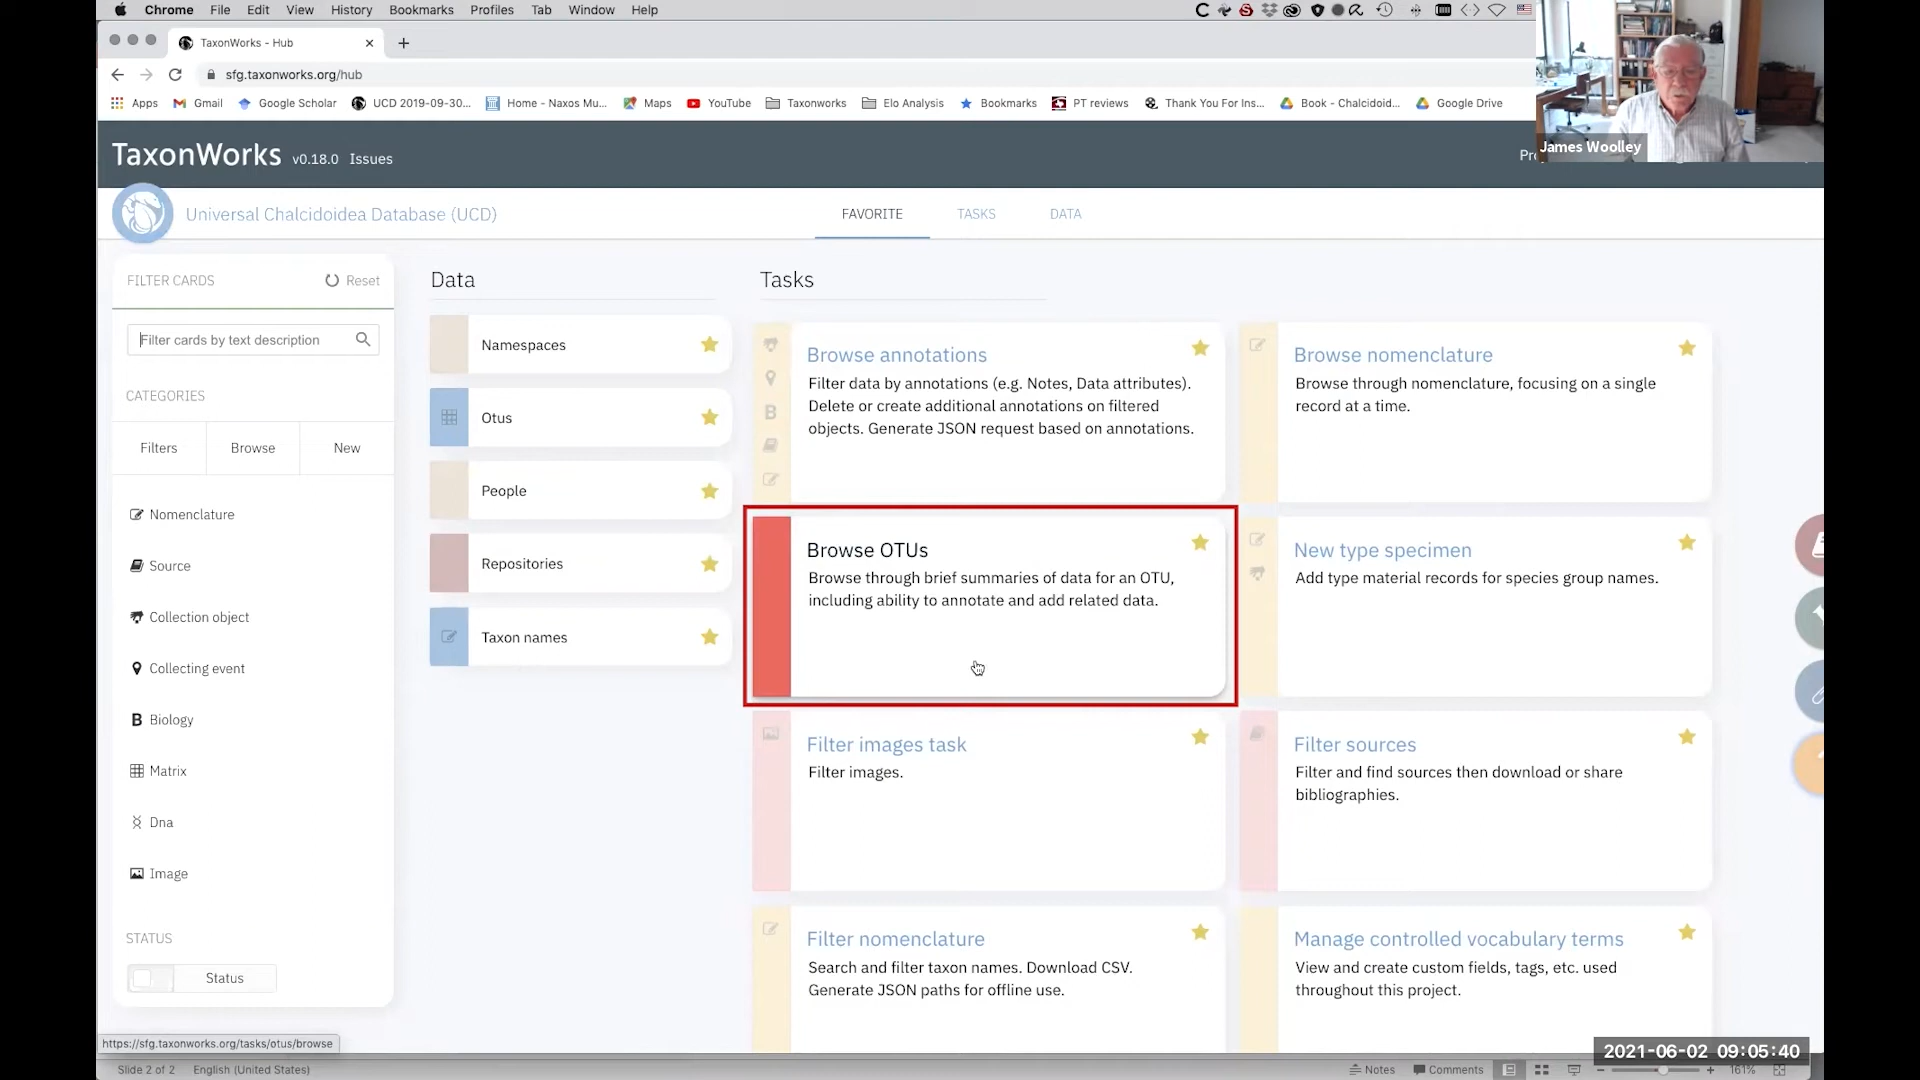 Chrome File Edit View History Bookmarks Profiles Tab Window Help
TaxonWorks - Hub
sfg.taxonworks.org/hub
Apps Gmail Google Scholar UCD 2019-09-30... Home - Naxos Mu... Maps YouTube Taxonworks Elo Analysis Bookmarks PT reviews Thank You For Ins... Book - Chalcidoid... Google Drive
James Woolley
TaxonWorks v0.18.0 Issues
Universal Chalcidoidea Database (UCD)
FAVORITE TASKS DATA
FILTER CARDS Reset
Filter cards by text description
CATEGORIES
Filters Browse New
Nomenclature
Source
Collection object
Collecting event
B Biology
Matrix
Dna
Image
STATUS
Status
Data
Namespaces
Otus
People
Repositories
Taxon names
Tasks
Browse annotations
Filter data by annotations (e.g. Notes, Data attributes).
Delete or create additional annotations on filtered
objects. Generate JSON request based on annotations.
B
Browse nomenclature
Browse through nomenclature, focusing on a single
record at a time.
Browse OTUs
Browse through brief summaries of data for an OTU,
including ability to annotate and add related data.
New type specimen
Add type material records for species group names.
Filter images task
Filter images.
Filter sources
Filter and find sources then download or share
bibliographies.
Filter nomenclature
Search and filter taxon names. Download CSV.
Generate JSON paths for offline use.
Manage controlled vocabulary terms
View and create custom fields, tags, etc. used
throughout this project.
https://sfg.taxonworks.org/tasks/otus/browse
2021-06-02 09:05:40
Slide 2 of 2 English (United States) Notes Comments 161%